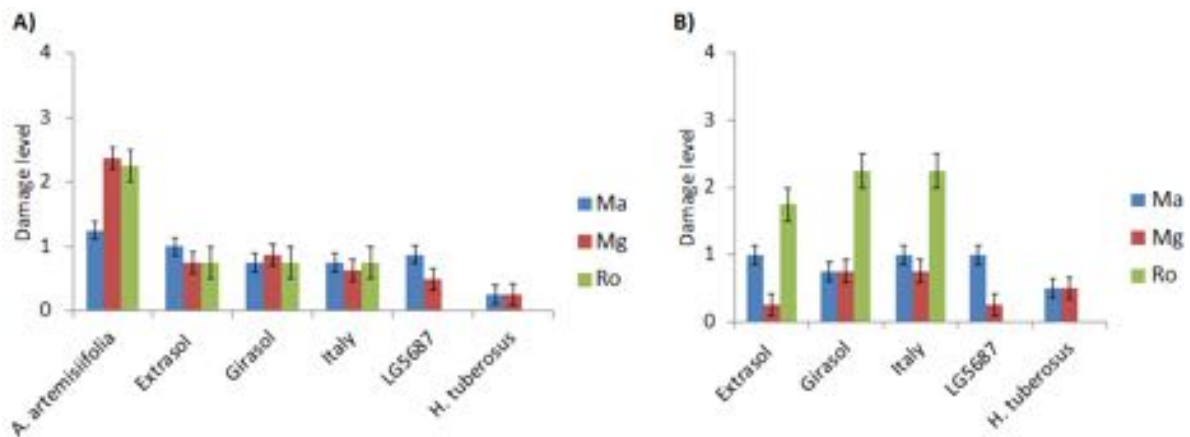 A)
Damage level
4
3
2
1
0
A. artemisiifolia
Extrasol
Girasol
Italy
LG5687
H. tuberosus
Ma
Mg
Ro
B)
Damage level
4
3
2
1
0
Extrasol
Girasol
Italy
LG5687
H. tuberosus
Ma
Mg
Ro